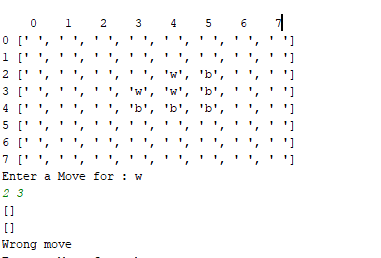 0 1 2 3 4 5 6 7
0 [' ', ' ', ' ', ' ', ' ', ' ', ' ', ' ']
1 [' ', ' ', ' ', ' ', ' ', ' ', ' ', ' ']
2 [' ', ' ', ' ', ' ', 'w', 'b', ' ', ' ']
3 [' ', ' ', ' ', 'w', 'w', 'b', ' ', ' ']
4 [' ', ' ', ' ', 'b', 'b', 'b', ' ', ' ']
5 [' ', ' ', ' ', ' ', ' ', ' ', ' ', ' ']
6 [' ', ' ', ' ', ' ', ' ', ' ', ' ', ' ']
7 [' ', ' ', ' ', ' ', ' ', ' ', ' ', ' ']
Enter a Move for : w
2 3
[]
[]
Wrong move